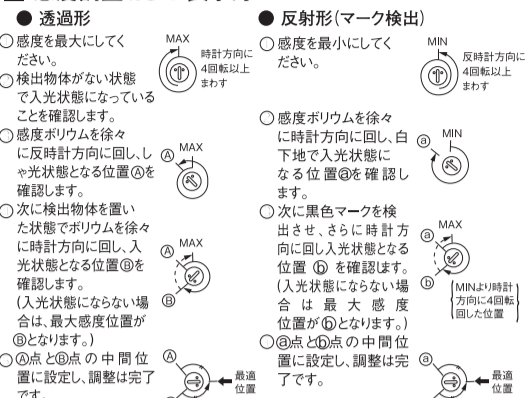 ● 透過形
○ 感度を最大にしてく
ださい。
MAX
時計方向に
4回転以上
まわす
○ 検出物体がない状態
で入光状態になっている
ことを確認します。
○ 感度ボリウムを徐々
に反時計方向に回し、し
ゃ光状態となる位置Ⓐを
確認します。
Ⓐ MAX
○ 次に検出物体を置い
た状態でボリウムを徐々
に時計方向に回し、入
光状態となる位置Ⓑを
確認します。
(入光状態にならない場
合は、最大感度位置が
Ⓑとなります。)
Ⓐ MAX
Ⓑ
○ Ⓐ点とⒷ点の中間位
置に設定し、調整は完了
です。
Ⓐ
最適
位置
● 反射形(マーク検出)
○ 感度を最小にしてく
ださい。
MIN
反時計方向に
4回転以上
まわす
○ 感度ボリウムを徐々
に時計方向に回し、白
下地で入光状態に
なる位置ⓐを確認し
ます。
ⓐ MIN
○ 次に黒色マークを検
出させ、さらに時計方
向に回し入光状態となる
位置 ⓑ を確認します。
(入光状態にならない場
合は最大感度
位置がⓑとなります。)
ⓐ MAX
ⓑ
MINより時計
方向に4回転
回した位置
○ ⓐ点とⓑ点の中間位
置に設定し、調整は完
了です。
ⓐ
最適
位置